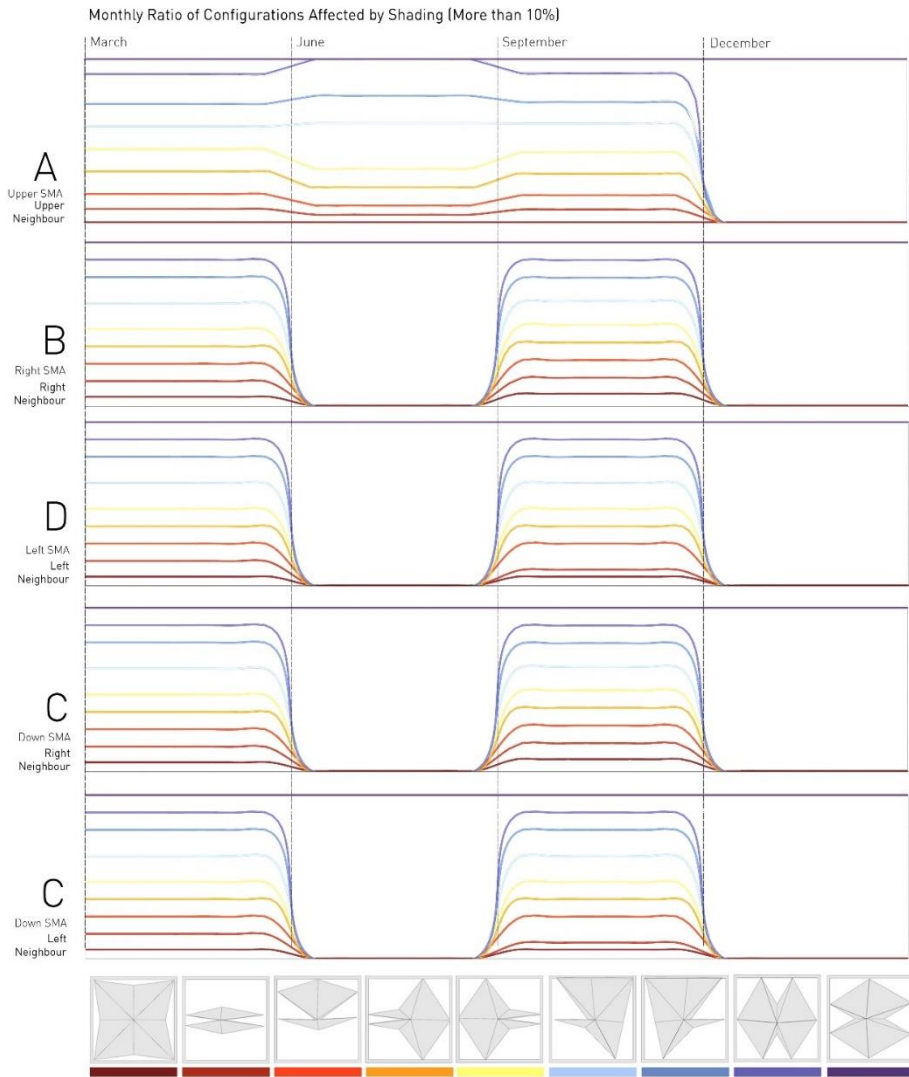 Monthly Ratio of Configurations Affected by Shading (More than 10%)
March June September December
A
Upper SMA
Upper
Neighbour
B
Right SMA
Right
Neighbour
D
Left SMA
Left
Neighbour
C
Down SMA
Right
Neighbour
C
Down SMA
Left
Neighbour